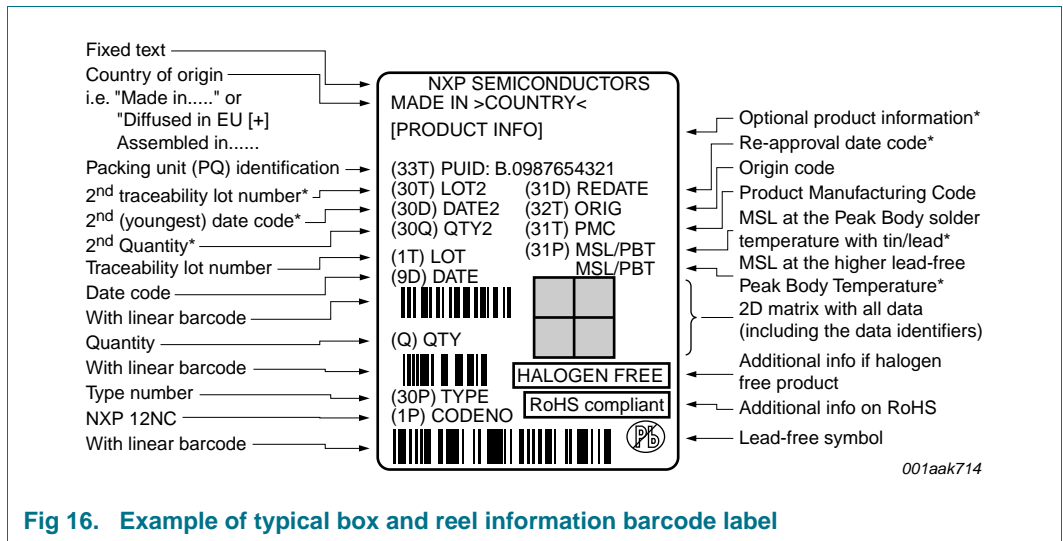 Fixed text
Country of origin
i.e. "Made in....." or
"Diffused in EU [+]
Assembled in......
Packing unit (PQ) identification
2nd traceability lot number*
2nd (youngest) date code*
2nd Quantity*
Traceability lot number
Date code
With linear barcode
Quantity
With linear barcode
Type number
NXP 12NC
With linear barcode
NXP SEMICONDUCTORS
MADE IN >COUNTRY<
[PRODUCT INFO]
(33T) PUID: B.0987654321
(30T) LOT2 (31D) REDATE
(30D) DATE2 (32T) ORIG
(30Q) QTY2 (31T) PMC
(31P) MSL/PBT
(1T) LOT MSL/PBT
(9D) DATE
(Q) QTY
HALOGEN FREE
(30P) TYPE
RoHS compliant
(1P) CODENO
Pb
Optional product information*
Re-approval date code*
Origin code
Product Manufacturing Code
MSL at the Peak Body solder
temperature with tin/lead*
MSL at the higher lead-free
Peak Body Temperature*
2D matrix with all data
(including the data identifiers)
Additional info if halogen
free product
Additional info on RoHS
Lead-free symbol
001aak714
Fig 16. Example of typical box and reel information barcode label